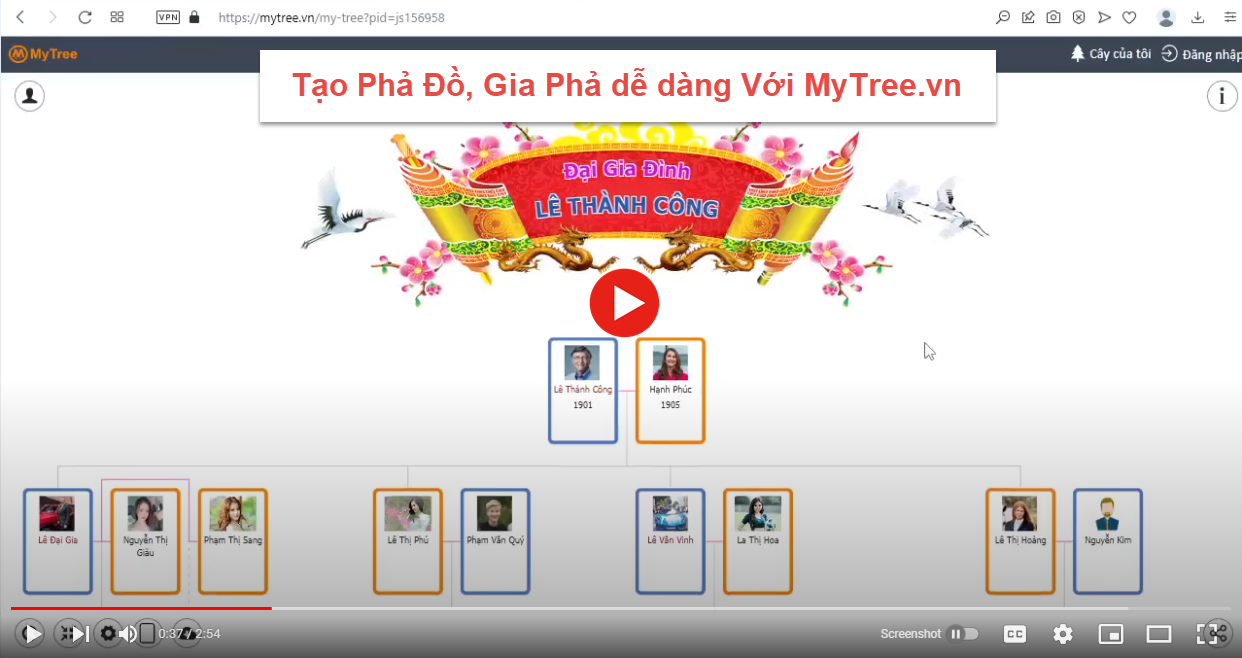 VPN
https://mytree.vn/my-tree?pid=js156958
MyTree
Cây của tôi
Đăng nhập
Tạo Phả Đồ, Gia Phả dễ dàng Với MyTree.vn
i
Đại Gia Đình
LÊ THÀNH CÔNG
Lê Thành Công
1901
Hạnh Phúc
1905
Lê Đại Gia
Nguyễn Thị
Giàu
Phạm Thị Sang
Lê Thị Phú
Phạm Văn Quý
Lê Văn Vinh
La Thị Hoa
Lê Thị Hoàng
Nguyễn Kim
0:37 / 2:54
Screenshot
CC